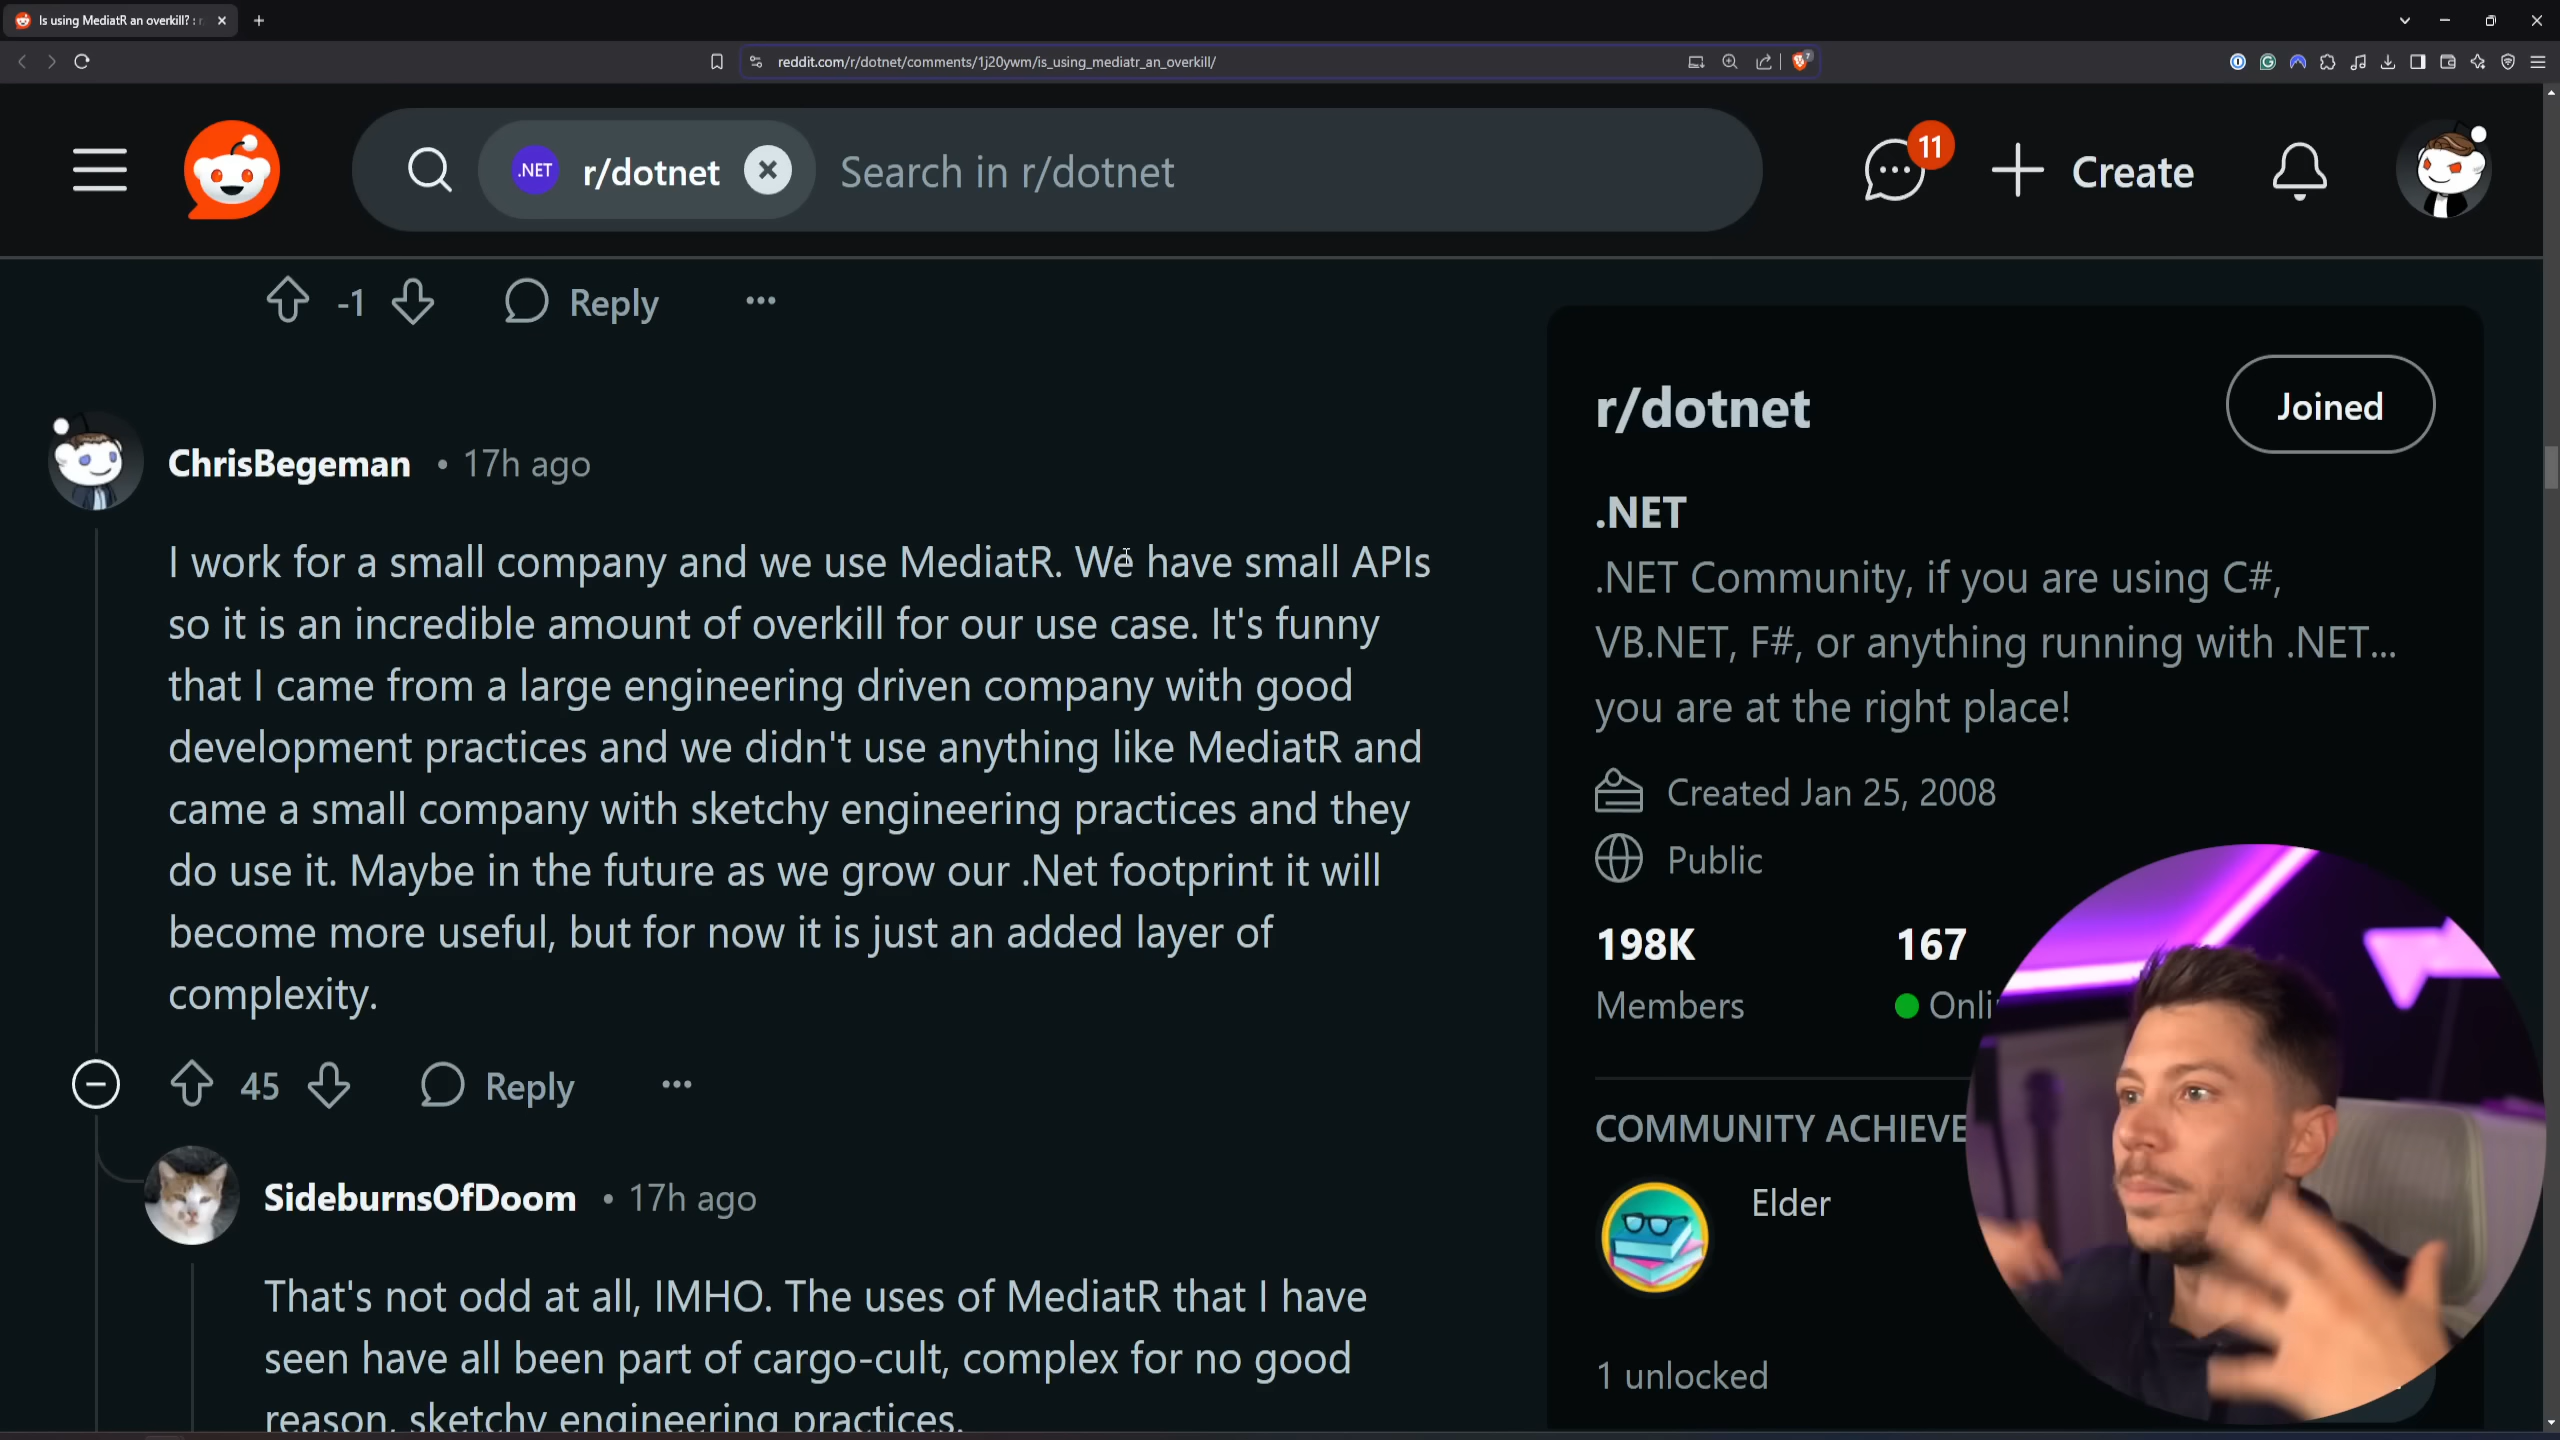 Is using MediatR an overkill? : r
reddit.com/r/dotnet/comments/1j20ywm/is_using_mediatr_an_overkill/
.NET r/dotnet Search in r/dotnet
11
Create
-1 Reply
ChrisBegeman • 17h ago
I work for a small company and we use MediatR. We have small APIs
so it is an incredible amount of overkill for our use case. It's funny
that I came from a large engineering driven company with good
development practices and we didn't use anything like MediatR and
came a small company with sketchy engineering practices and they
do use it. Maybe in the future as we grow our .Net footprint it will
become more useful, but for now it is just an added layer of
complexity.
45 Reply
SideburnsOfDoom • 17h ago
That's not odd at all, IMHO. The uses of MediatR that I have
seen have all been part of cargo-cult, complex for no good
reason, sketchy engineering practices.
r/dotnet
Joined
.NET
.NET Community, if you are using C#,
VB.NET, F#, or anything running with .NET...
you are at the right place!
Created Jan 25, 2008
Public
198K 167
Members Onli
COMMUNITY ACHIEVE
Elder
1 unlocked